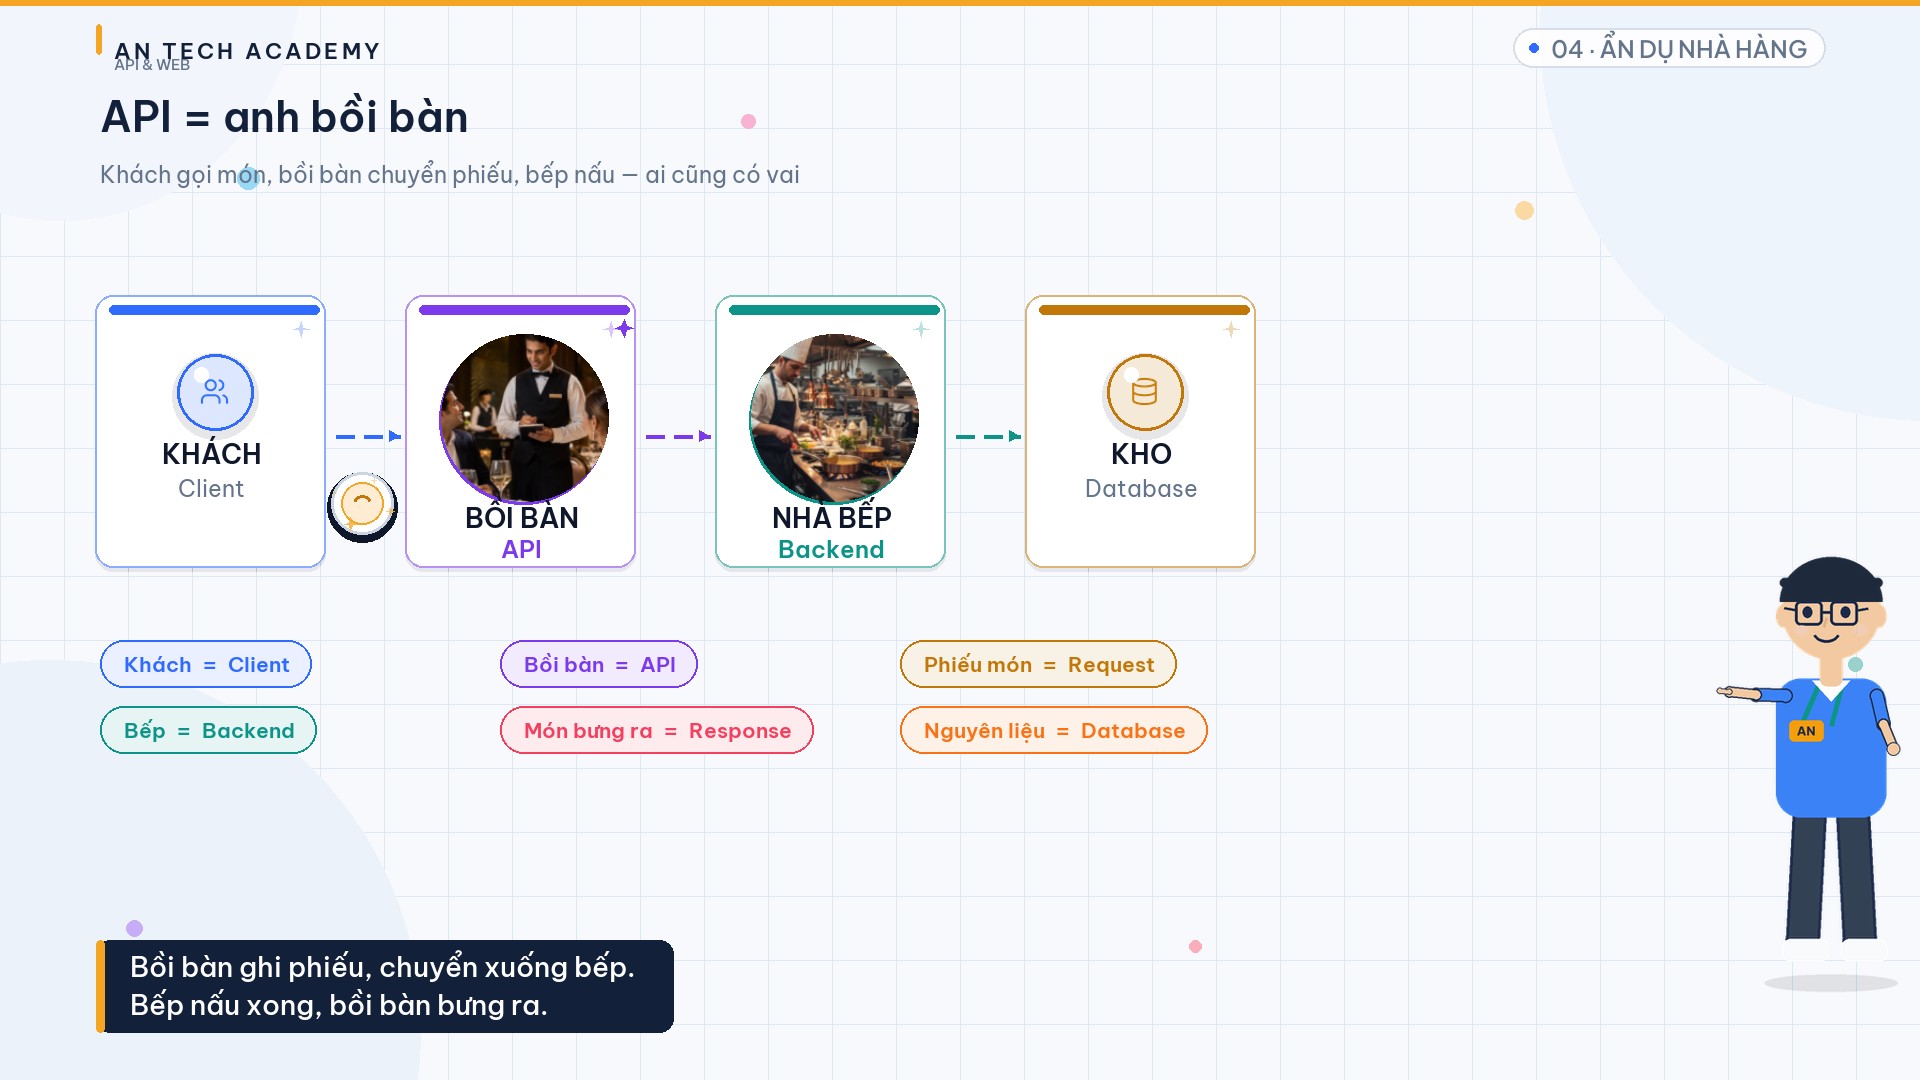 AN TECH ACADEMY
API & WEB
04 · ẨN DỤ NHÀ HÀNG
API = anh bồi bàn
Khách gọi món, bồi bàn chuyển phiếu, bếp nấu — ai cũng có vai
KHÁCH
Client
BỒI BÀN
API
NHÀ BẾP
Backend
KHO
Database
Khách = Client
Bồi bàn = API
Phiếu món = Request
Bếp = Backend
Món bưng ra = Response
Nguyên liệu = Database
AN
Bồi bàn ghi phiếu, chuyển xuống bếp.
Bếp nấu xong, bồi bàn bưng ra.